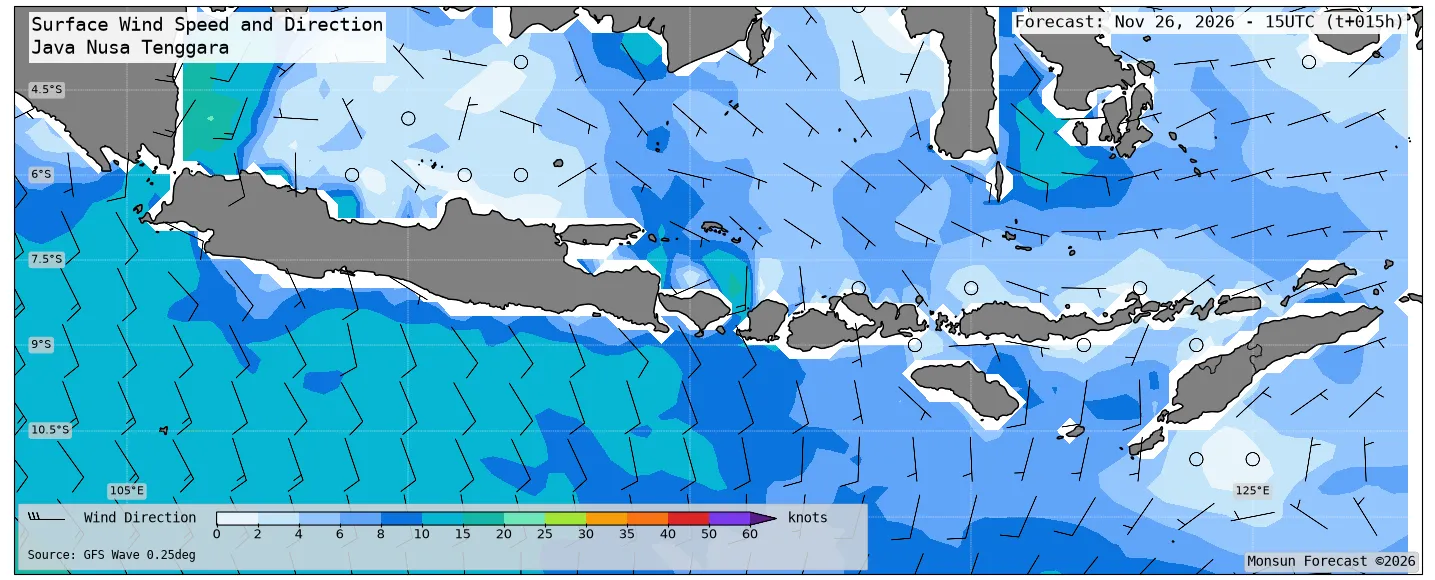 Surface Wind Speed and Direction
Java Nusa Tenggara
Forecast: Nov 26, 2026 - 15UTC (t+015h)
4.5°S
6°S
7.5°S
9°S
10.5°S
105°E
125°E
Wind Direction
0 2 4 6 8 10 15 20 25 30 35 40 50 60
knots
Source: GFS Wave 0.25deg
Monsun Forecast ©2026